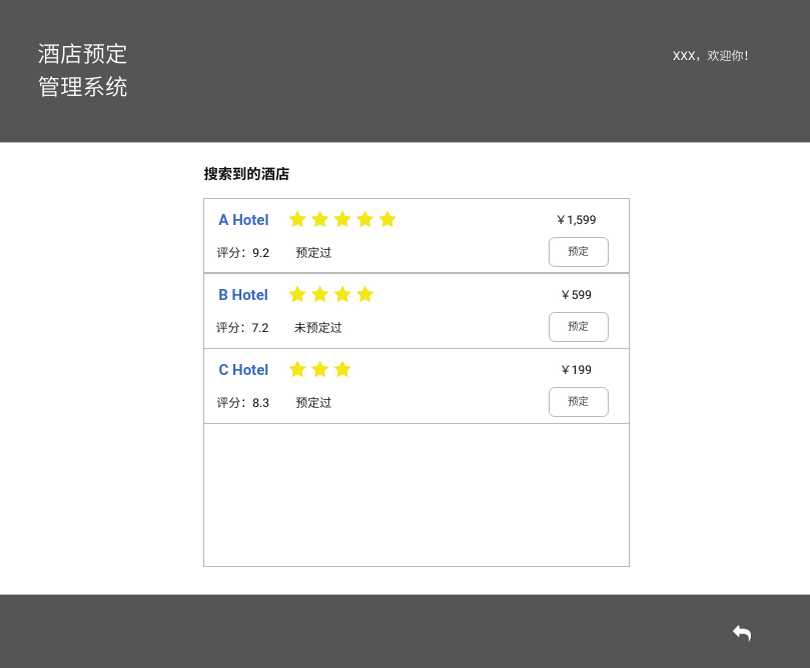 酒店预定
管理系统
XXX，欢迎你!
搜索到的酒店
A Hotel ￥1,599
评分：9.2 预定过 预定
B Hotel ￥599
评分：7.2 未预定过 预定
C Hotel ￥199
评分：8.3 预定过 预定